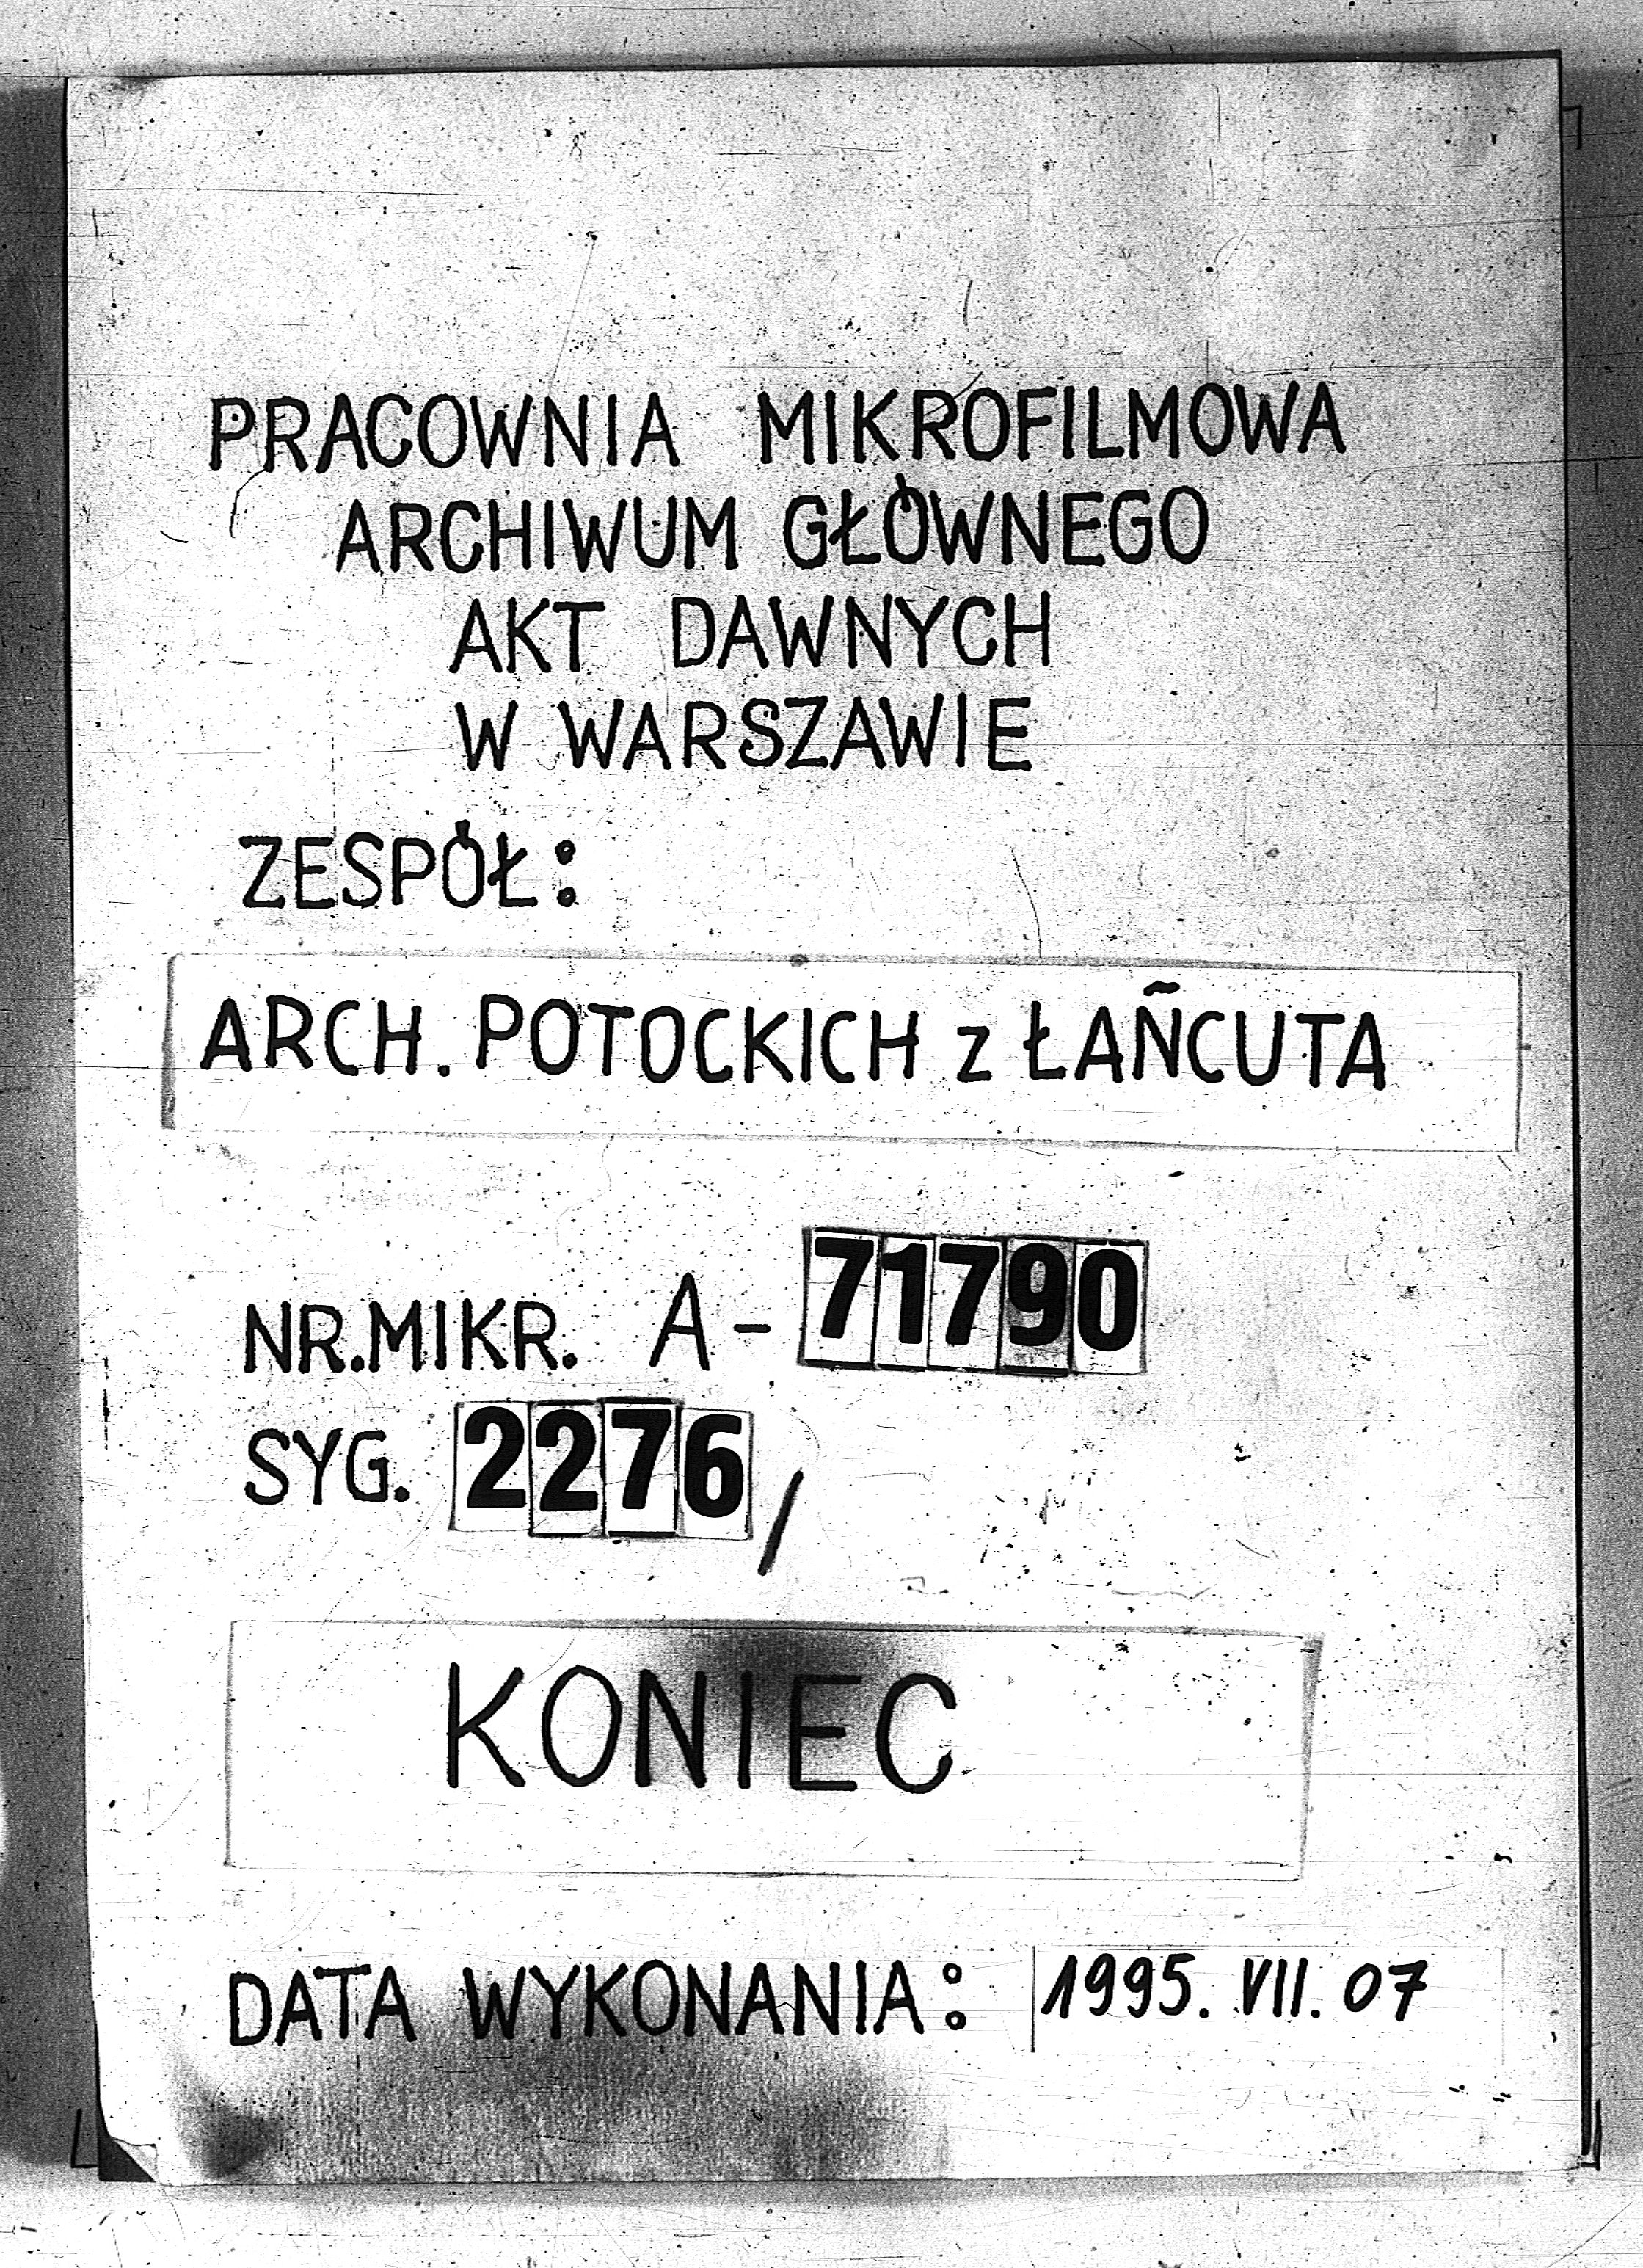 PRACOWNIA MIKROFILMOWA
ARCHIWUM GŁÓWNEGO
AKT DAWNYCH
W WARSZAWIE
ZESPÓŁ:
ARCH. POTOCKICH z ŁAŃCUTA
NR.MIKR. A-71790
SYG. 2276/
KONIEC
DATA WYKONANIA: 1995. VII. 07